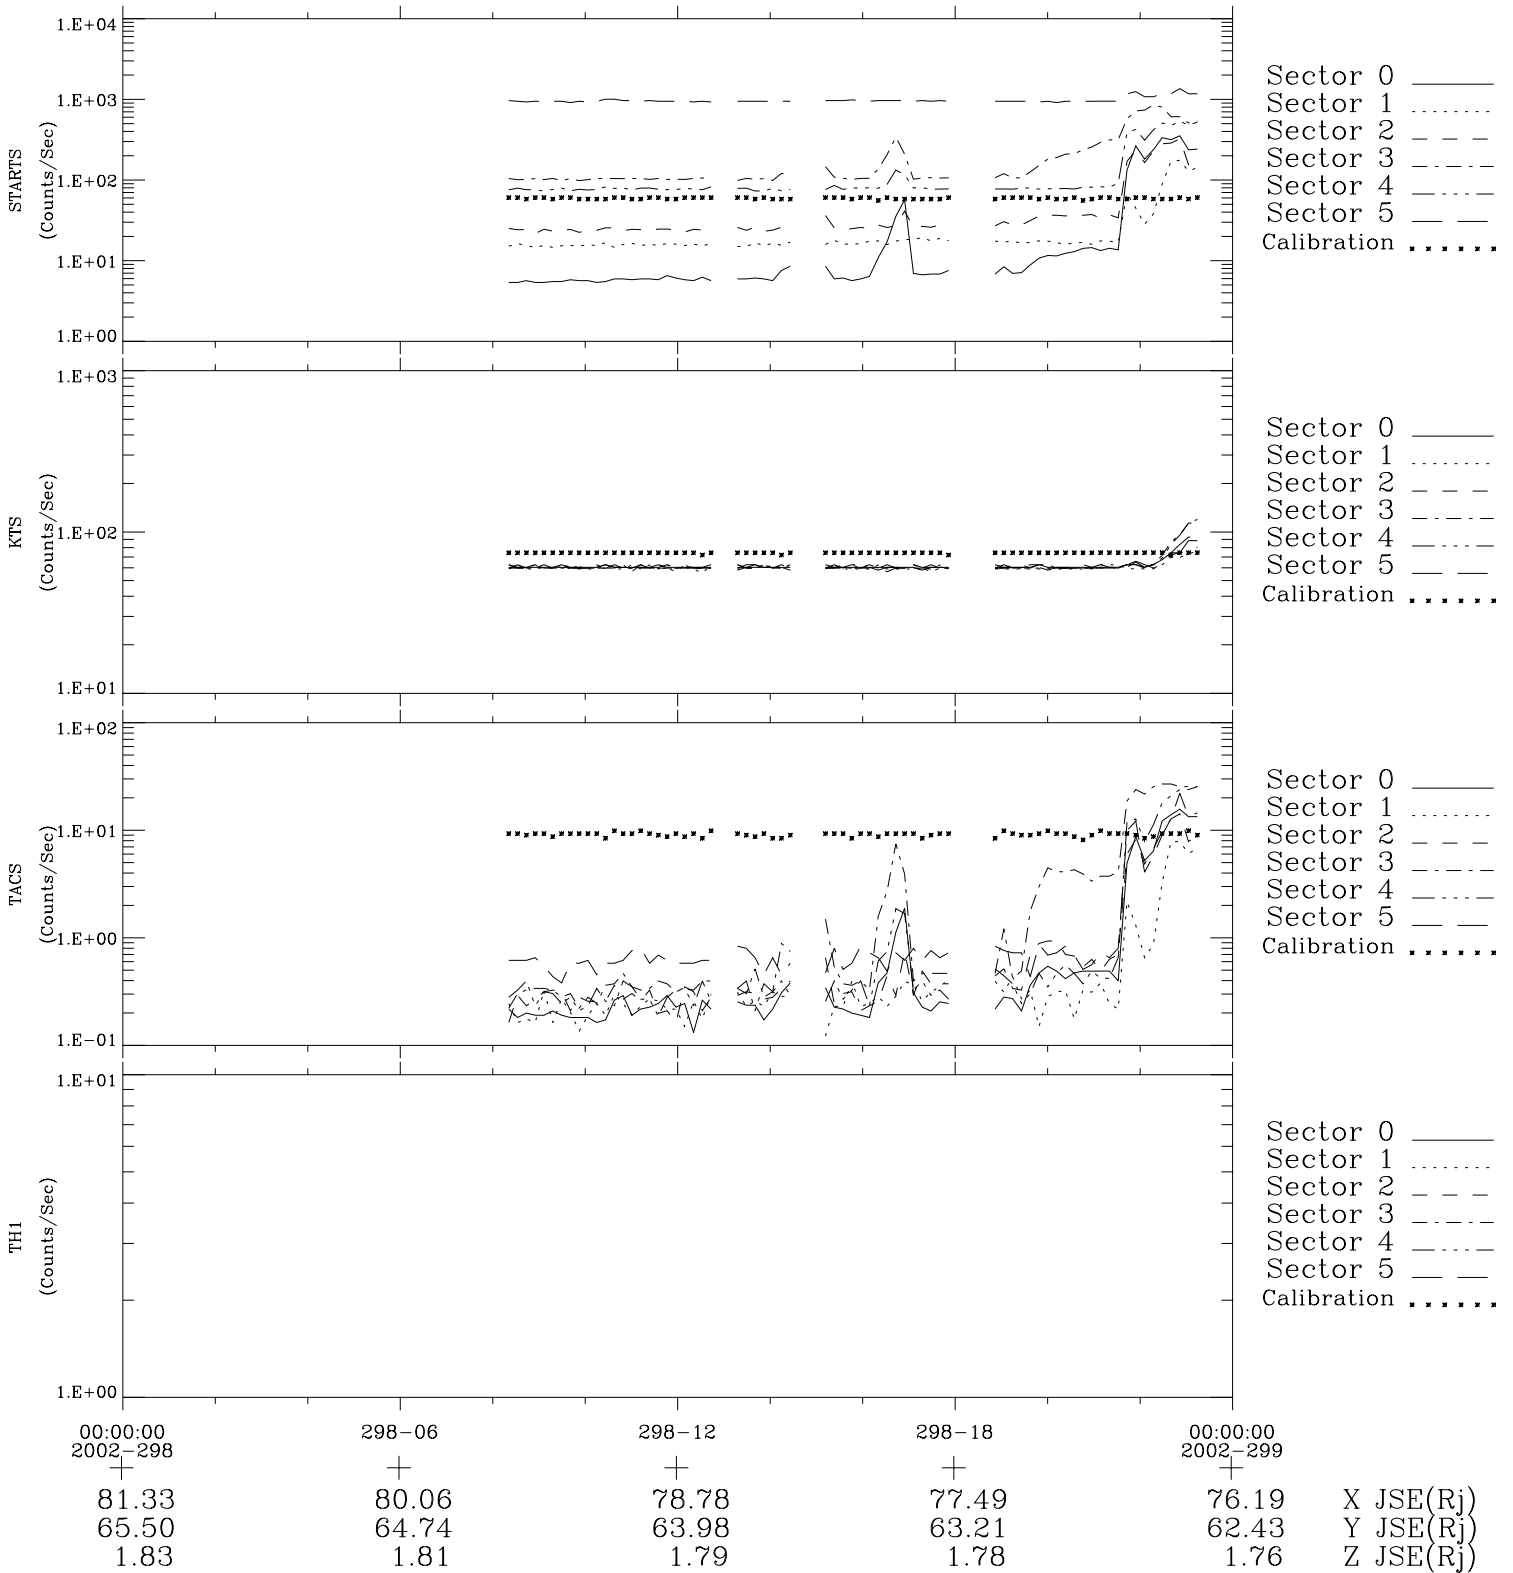 1.E+04
1.E+03
1.E+02
1.E+01
1.E+00
STARTS
(Counts/Sec)
Sector 0
Sector 1
Sector 2
Sector 3
Sector 4
Sector 5
Calibration
1.E+03
1.E+02
1.E+01
KTS
(Counts/Sec)
Sector 0
Sector 1
Sector 2
Sector 3
Sector 4
Sector 5
Calibration
1.E+02
1.E+01
1.E+00
1.E-01
TACS
(Counts/Sec)
Sector 0
Sector 1
Sector 2
Sector 3
Sector 4
Sector 5
Calibration
1.E+01
1.E+00
TH1
(Counts/Sec)
Sector 0
Sector 1
Sector 2
Sector 3
Sector 4
Sector 5
Calibration
00:00:00 298-06 298-12 298-18 00:00:00
2002-298 2002-299
81.33 80.06 78.78 77.49 76.19 X JSE(Rj)
65.50 64.74 63.98 63.21 62.43 Y JSE(Rj)
1.83 1.81 1.79 1.78 1.76 Z JSE(Rj)